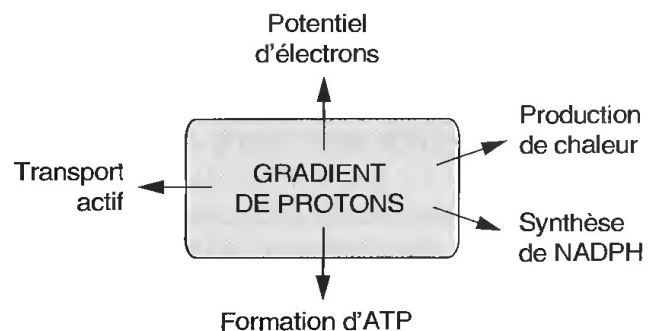 Potentiel
d'électrons
Production
de chaleur
Transport
actif
GRADIENT
DE PROTONS
Synthèse
de NADPH
Formation d'ATP